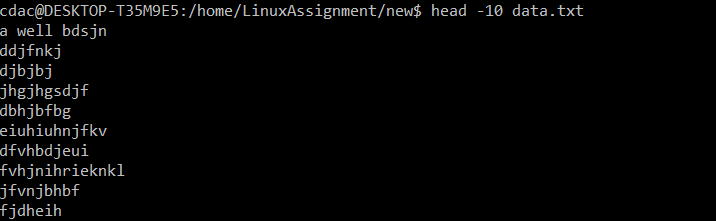 cdac@DESKTOP-T35M9E5:/home/LinuxAssignment/new$ head -10 data.txt
a well bdsjn
ddjfnkj
djbjbj
jhgjhgsdjf
dbhjbfbg
eiuhiuhnjfkv
dfvhbdjeui
fvhjnihrieknkl
jfvnjbhbf
fjdheih